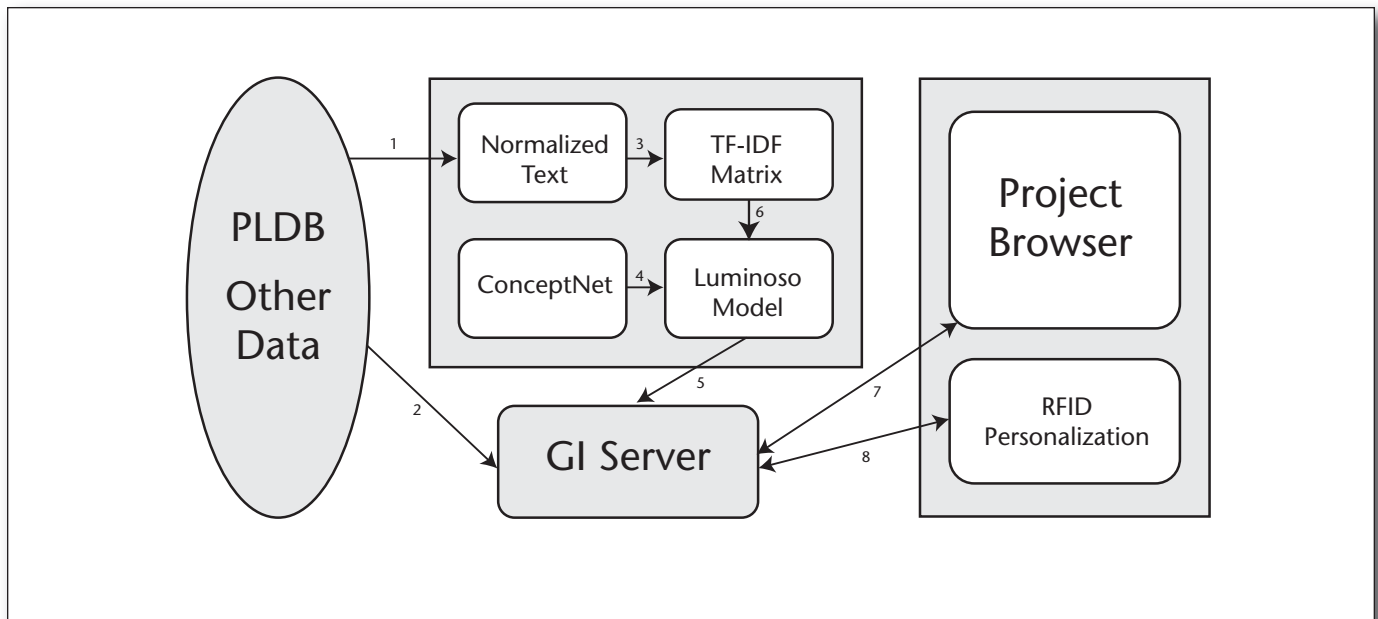 PLDB
Other
Data
1
2
Normalized
Text
3
TF-IDF
Matrix
6
ConceptNet
4
Luminoso
Model
5
GI Server
7
8
Project
Browser
RFID
Personalization